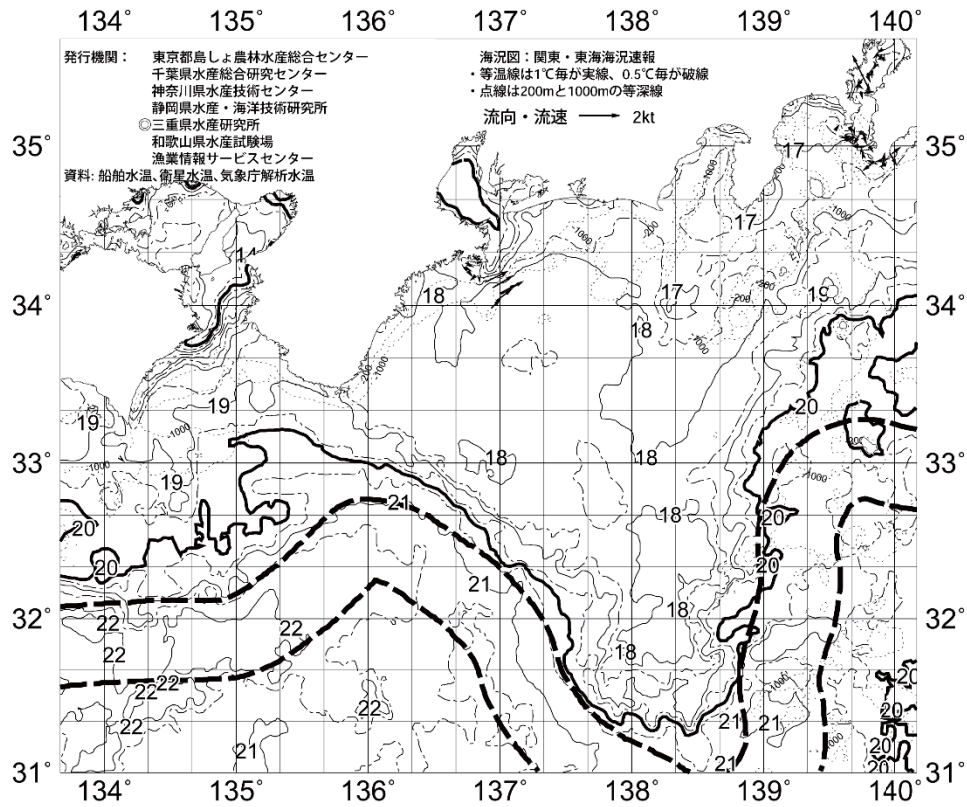 134° 135° 136° 137° 138° 139° 140°
発行機関： 東京都島しょ農林水産総合センター
千葉県水産総合研究センター
神奈川県水産技術センター
静岡県水産・海洋技術研究所
◎三重県水産研究所
和歌山県水産試験場
漁業情報サービスセンター
資料: 船舶水温、衛星水温、気象庁解析水温
海況図：関東・東海海況速報
・等温線は1℃毎が実線、0.5℃毎が破線
・点線は200mと1000mの等深線
流向・流速 2kt
35° 17 35°
17
14
34° 18 17 19 34°
18
19 19 20
33° 18 18 33°
19 21 18 20
20
20 21 20
32° 22 18 32°
22 22 18
22 22 20
22 22 21 21 20
21 20
31° 21 20 31°
134° 135° 136° 137° 138° 139° 140°